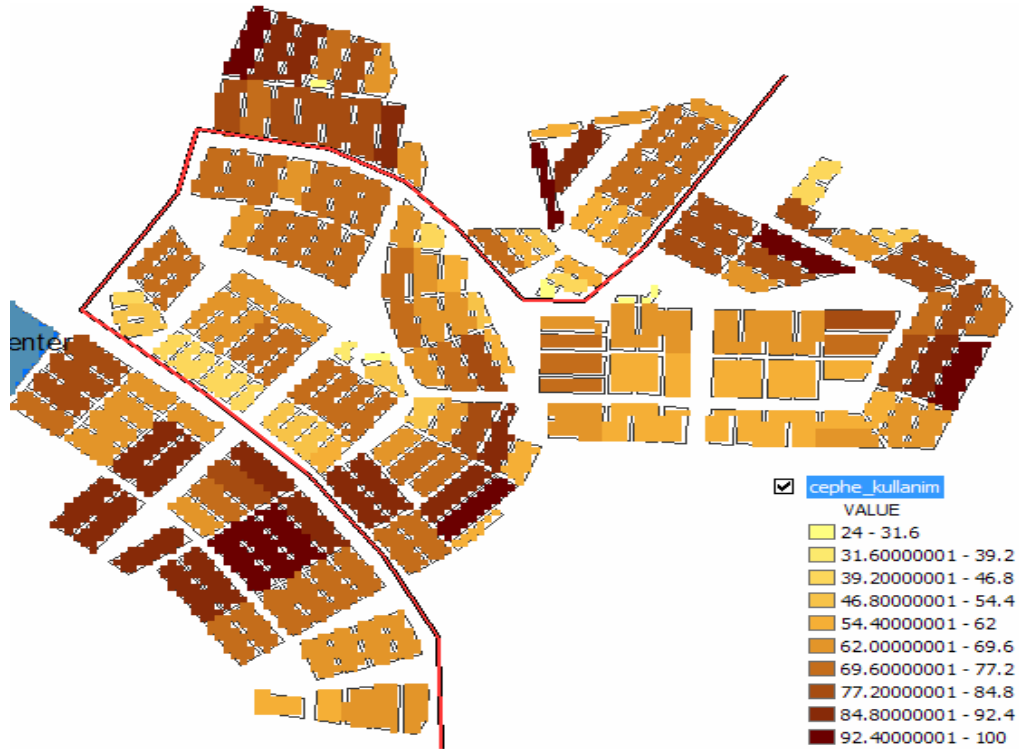 enter
cephe_kullanim
VALUE
24 - 31.6
31.60000001 - 39.2
39.20000001 - 46.8
46.80000001 - 54.4
54.40000001 - 62
62.00000001 - 69.6
69.60000001 - 77.2
77.20000001 - 84.8
84.80000001 - 92.4
92.40000001 - 100